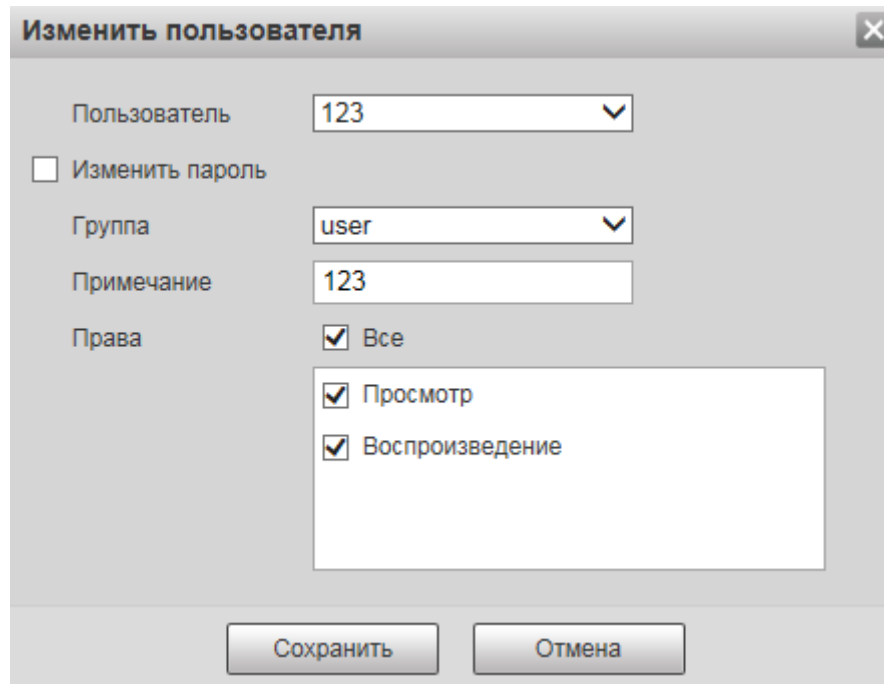 Изменить пользователя
Пользователь 123
Изменить пароль
Группа user
Примечание 123
Права Все
Просмотр
Воспроизведение
Сохранить Отмена